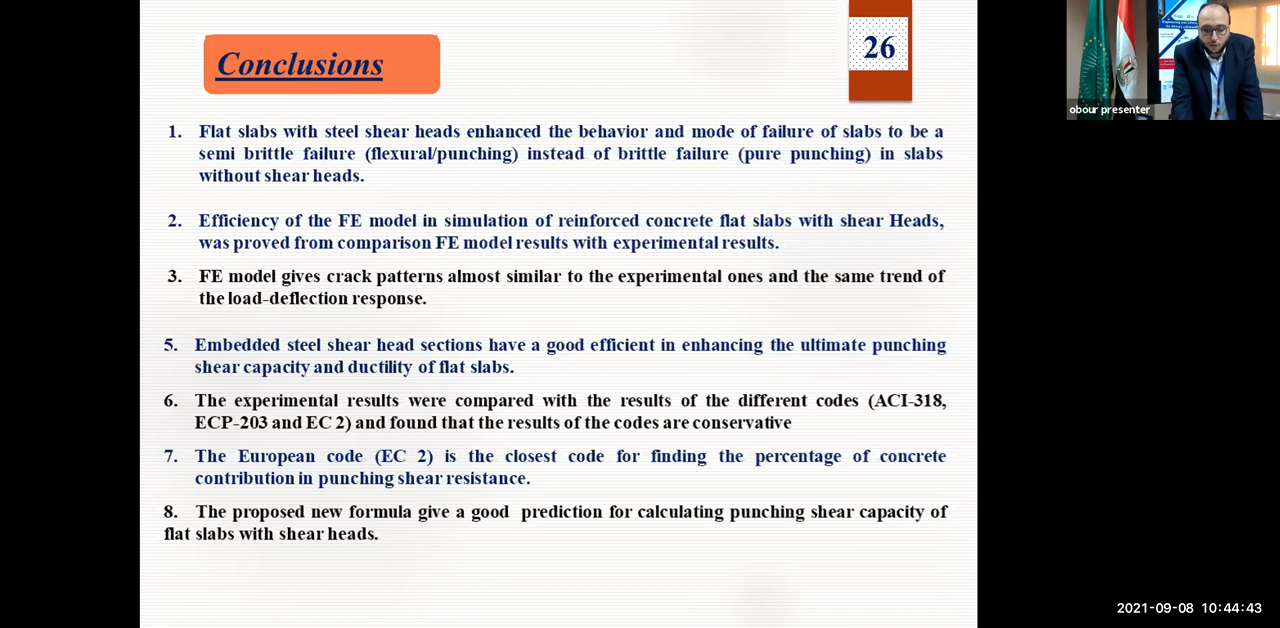 Conclusions
26
obour presenter
1. Flat slabs with steel shear heads enhanced the behavior and mode of failure of slabs to be a
semi brittle failure (flexural/punching) instead of brittle failure (pure punching) in slabs
without shear heads.
2. Efficiency of the FE model in simulation of reinforced concrete flat slabs with shear Heads,
was proved from comparison FE model results with experimental results.
3. FE model gives crack patterns almost similar to the experimental ones and the same trend of
the load-deflection response.
5. Embedded steel shear head sections have a good efficient in enhancing the ultimate punching
shear capacity and ductility of flat slabs.
6. The experimental results were compared with the results of the different codes (ACI-318,
ECP-203 and EC 2) and found that the results of the codes are conservative
7. The European code (EC 2) is the closest code for finding the percentage of concrete
contribution in punching shear resistance.
8. The proposed new formula give a good prediction for calculating punching shear capacity of
flat slabs with shear heads.
2021-09-08 10:44:43